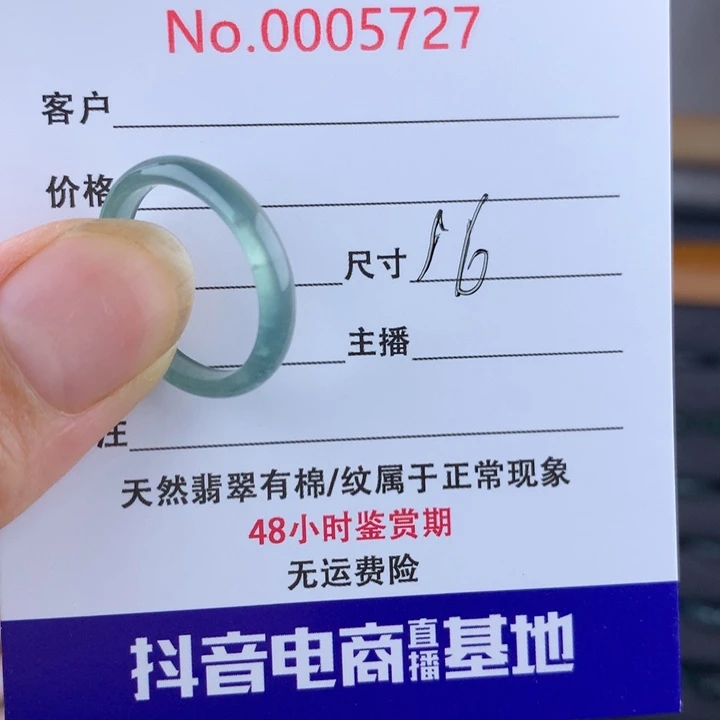 No.0005727
客户
价格
尺寸 16
主播
注
天然翡翠有棉/纹属于正常现象
48小时鉴赏期
无运费险
抖音电商直播基地